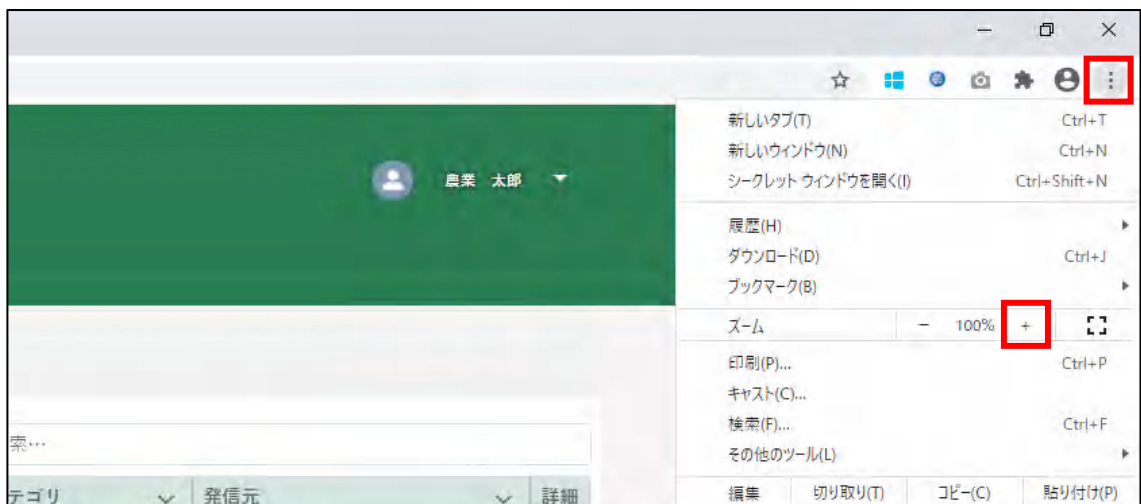 農業 太郎
新しいタブ(T) Ctrl+T
新しいウィンドウ(N) Ctrl+N
シークレット ウィンドウを開く(I) Ctrl+Shift+N
履歴(H)
ダウンロード(D) Ctrl+J
ブックマーク(B)
ズーム − 100% +
印刷(P)... Ctrl+P
キャスト(C)...
検索(F)... Ctrl+F
その他のツール(L)
編集 切り取り(T) コピー(C) 貼り付け(P)
索…
テゴリ 発信元 詳細